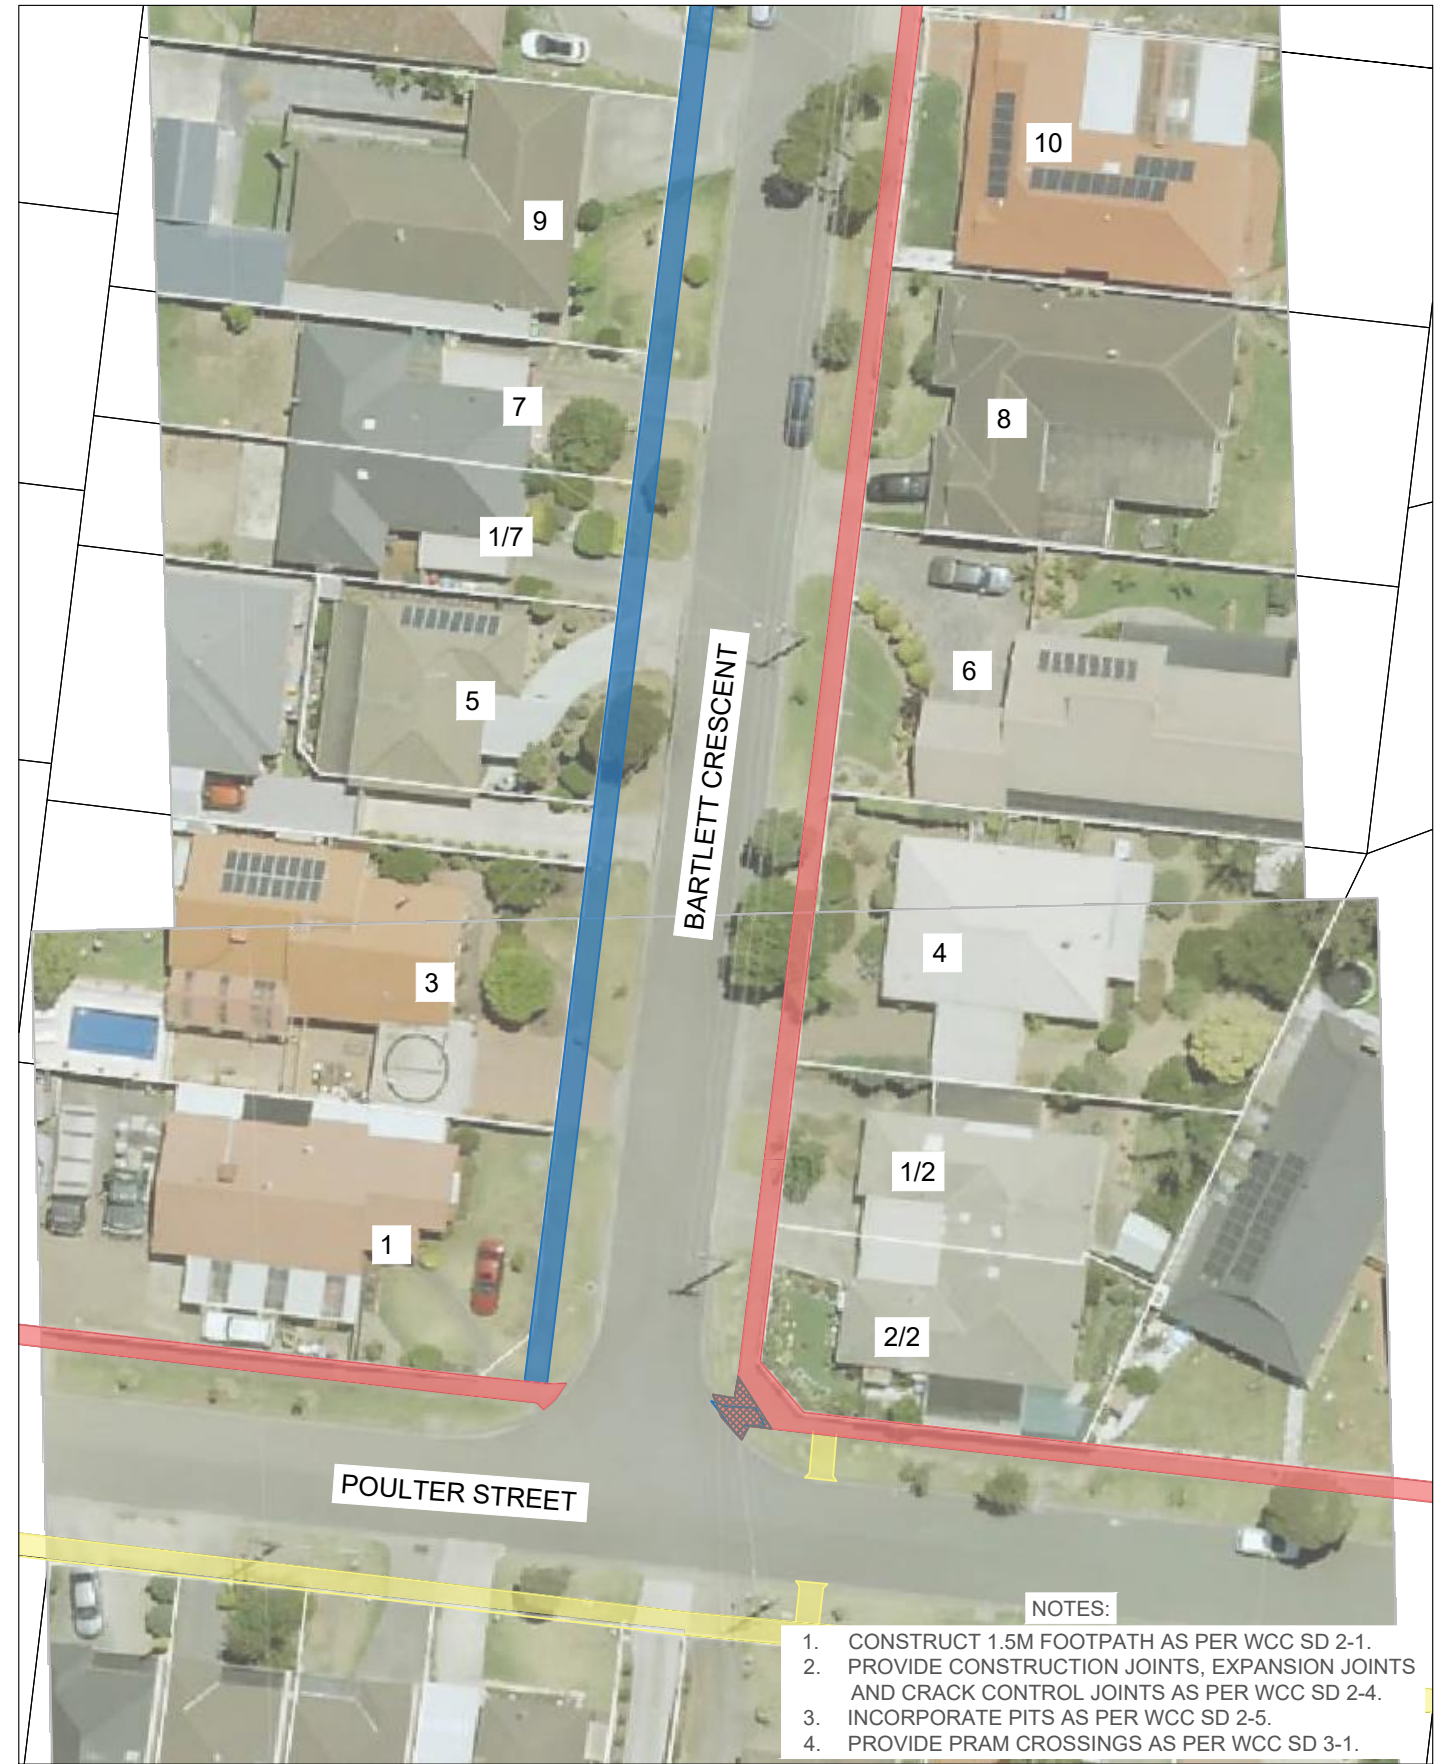 10
9
7
8
1/7
6
5
BARTLETT CRESCENT
4
3
1/2
1
2/2
POULTER STREET
NOTES:
1. CONSTRUCT 1.5M FOOTPATH AS PER WCC SD 2-1.
2. PROVIDE CONSTRUCTION JOINTS, EXPANSION JOINTS
AND CRACK CONTROL JOINTS AS PER WCC SD 2-4.
3. INCORPORATE PITS AS PER WCC SD 2-5.
4. PROVIDE PRAM CROSSINGS AS PER WCC SD 3-1.